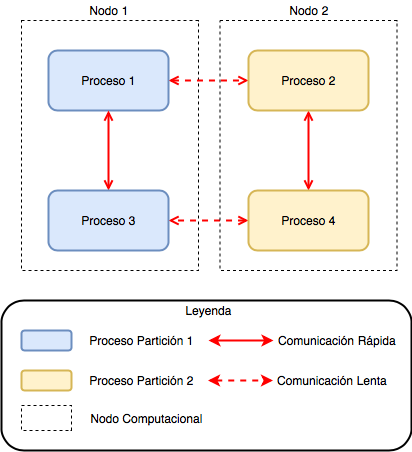 Nodo 1
Nodo 2
Proceso 1
Proceso 2
Proceso 3
Proceso 4
Leyenda
Proceso Partición 1
Comunicación Rápida
Proceso Partición 2
Comunicación Lenta
Nodo Computacional